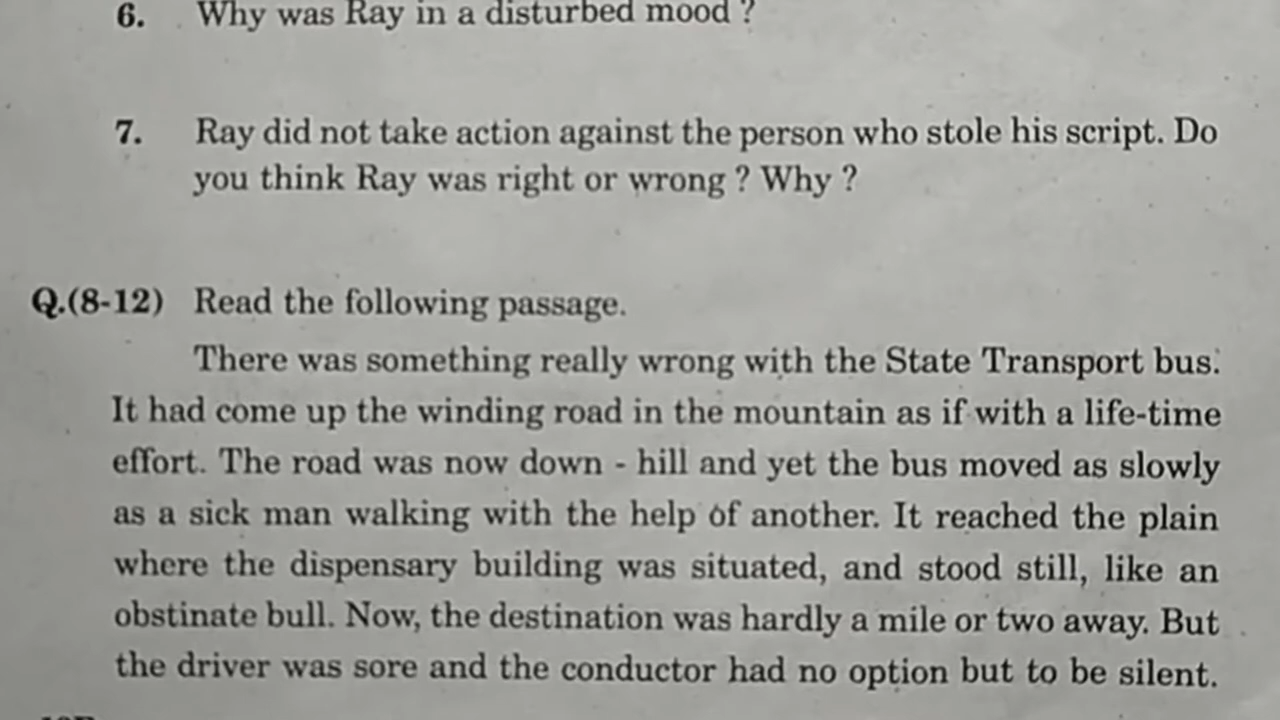 6. Why was Ray in a disturbed mood ?
7. Ray did not take action against the person who stole his script. Do
you think Ray was right or wrong ? Why ?
Q.(8-12) Read the following passage.
There was something really wrong with the State Transport bus.
It had come up the winding road in the mountain as if with a life-time
effort. The road was now down - hill and yet the bus moved as slowly
as a sick man walking with the help of another. It reached the plain
where the dispensary building was situated, and stood still, like an
obstinate bull. Now, the destination was hardly a mile or two away. But
the driver was sore and the conductor had no option but to be silent.